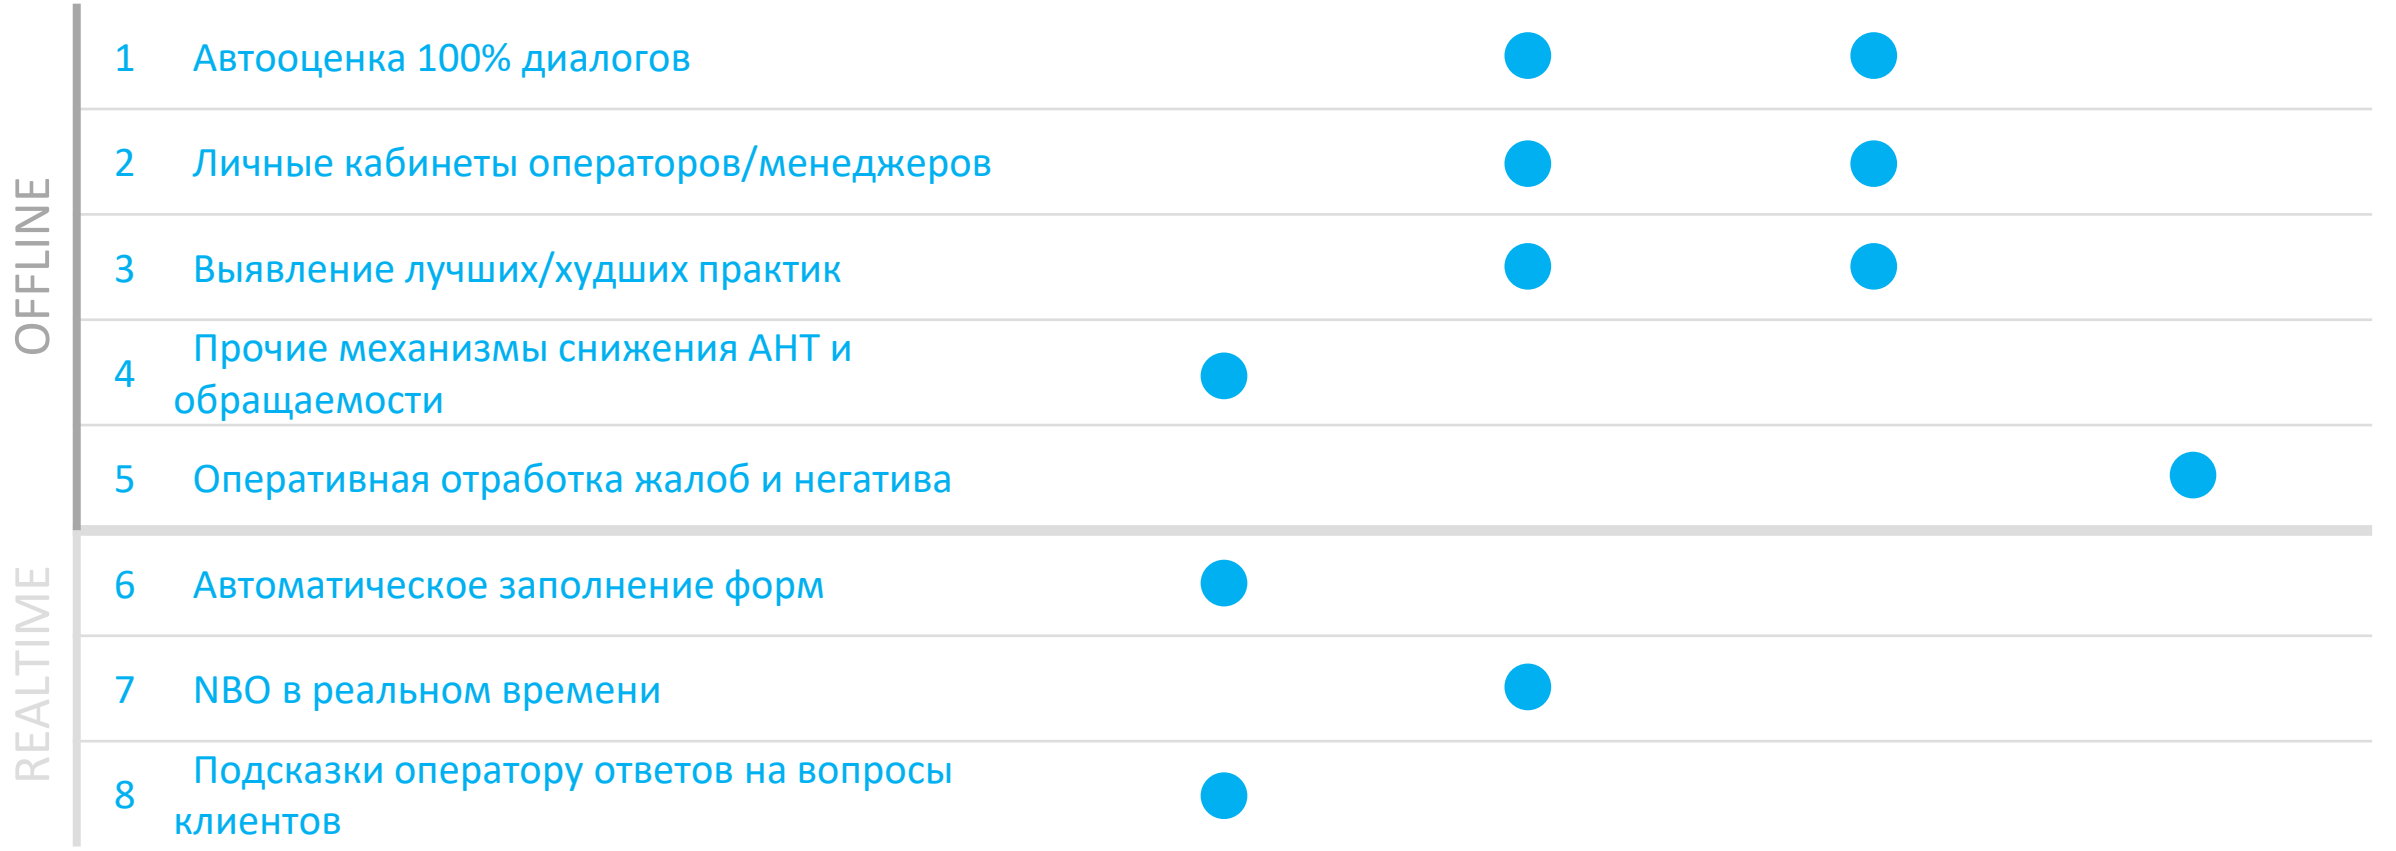 OFFLINE
1 Автооценка 100% диалогов
2 Личные кабинеты операторов/менеджеров
3 Выявление лучших/худших практик
4 Прочие механизмы снижения АНТ и
обращаемости
5 Оперативная отработка жалоб и негатива
REALTIME
6 Автоматическое заполнение форм
7 NBO в реальном времени
8 Подсказки оператору ответов на вопросы
клиентов